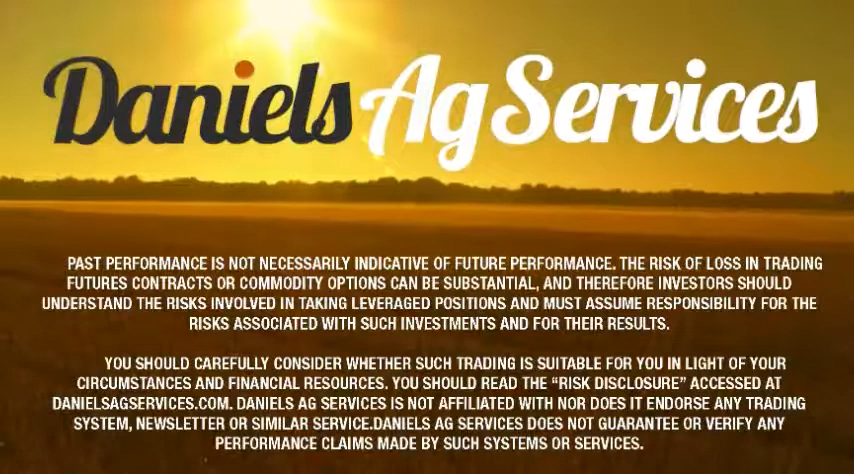 Daniels Ag Services
PAST PERFORMANCE IS NOT NECESSARILY INDICATIVE OF FUTURE PERFORMANCE. THE RISK OF LOSS IN TRADING
FUTURES CONTRACTS OR COMMODITY OPTIONS CAN BE SUBSTANTIAL, AND THEREFORE INVESTORS SHOULD
UNDERSTAND THE RISKS INVOLVED IN TAKING LEVERAGED POSITIONS AND MUST ASSUME RESPONSIBILITY FOR THE
RISKS ASSOCIATED WITH SUCH INVESTMENTS AND FOR THEIR RESULTS.
YOU SHOULD CAREFULLY CONSIDER WHETHER SUCH TRADING IS SUITABLE FOR YOU IN LIGHT OF YOUR
CIRCUMSTANCES AND FINANCIAL RESOURCES. YOU SHOULD READ THE “RISK DISCLOSURE” ACCESSED AT
DANIELSAGSERVICES.COM. DANIELS AG SERVICES IS NOT AFFILIATED WITH NOR DOES IT ENDORSE ANY TRADING
SYSTEM, NEWSLETTER OR SIMILAR SERVICE.DANIELS AG SERVICES DOES NOT GUARANTEE OR VERIFY ANY
PERFORMANCE CLAIMS MADE BY SUCH SYSTEMS OR SERVICES.